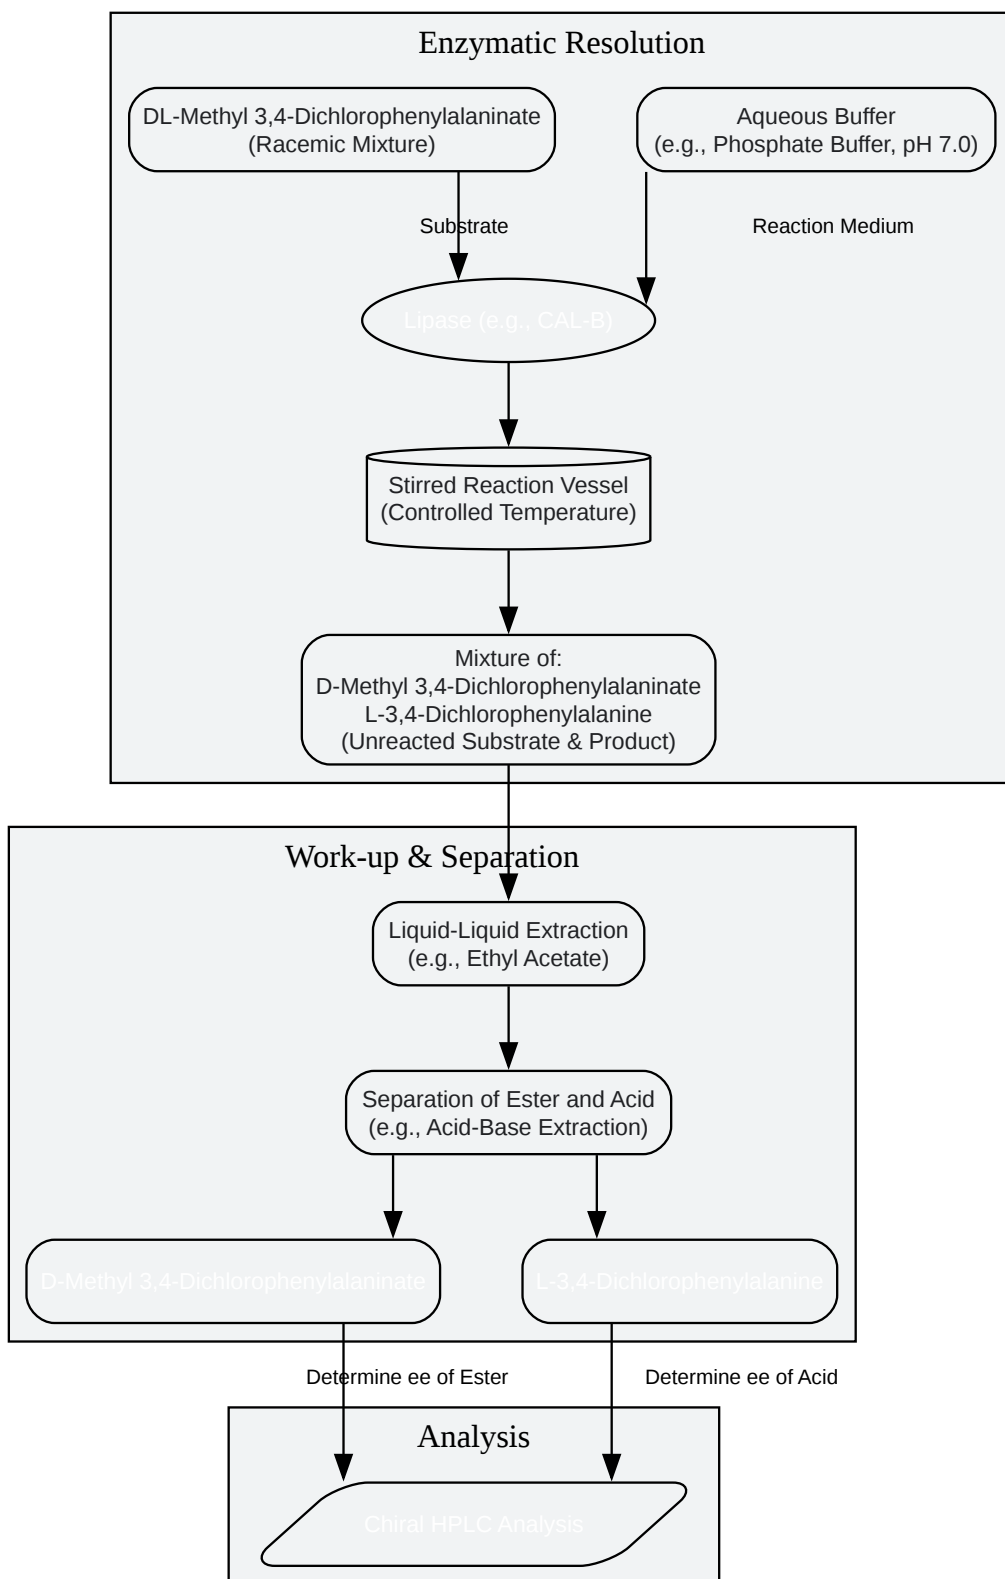 Enzymatic Resolution
DL-Methyl 3,4-Dichlorophenylalaninate
(Racemic Mixture)
Aqueous Buffer
(e.g., Phosphate Buffer, pH 7.0)
Substrate
Reaction Medium
Lipase (e.g., CAL-B)
Stirred Reaction Vessel
(Controlled Temperature)
Mixture of:
D-Methyl 3,4-Dichlorophenylalaninate
L-3,4-Dichlorophenylalanine
(Unreacted Substrate & Product)
Work-up & Separation
Liquid-Liquid Extraction
(e.g., Ethyl Acetate)
Separation of Ester and Acid
(e.g., Acid-Base Extraction)
D-Methyl 3,4-Dichlorophenylalaninate
L-3,4-Dichlorophenylalanine
Determine ee of Ester
Determine ee of Acid
Analysis
Chiral HPLC Analysis